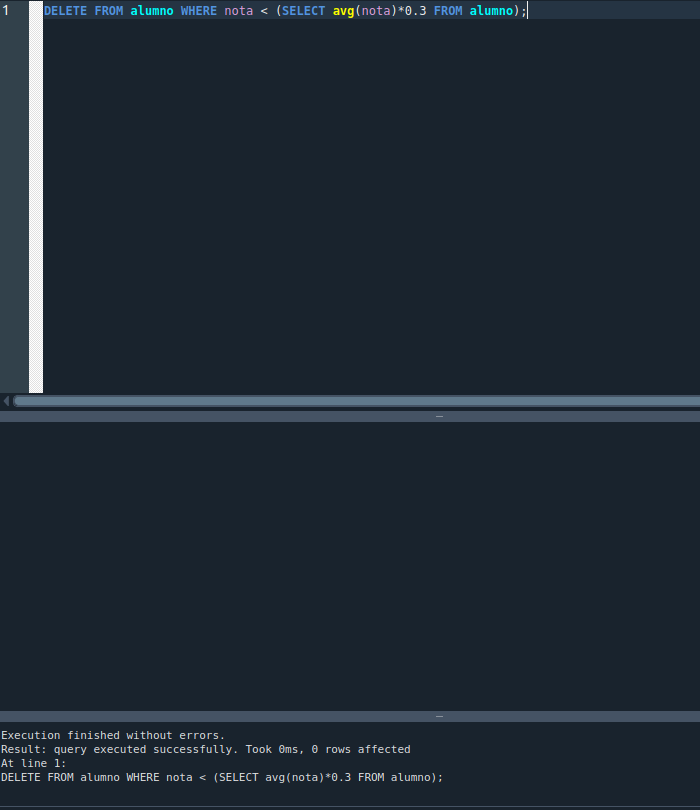 1
DELETE FROM alumno WHERE nota < (SELECT avg(nota)*0.3 FROM alumno);
Execution finished without errors.
Result: query executed successfully. Took 0ms, 0 rows affected
At line 1:
DELETE FROM alumno WHERE nota < (SELECT avg(nota)*0.3 FROM alumno);